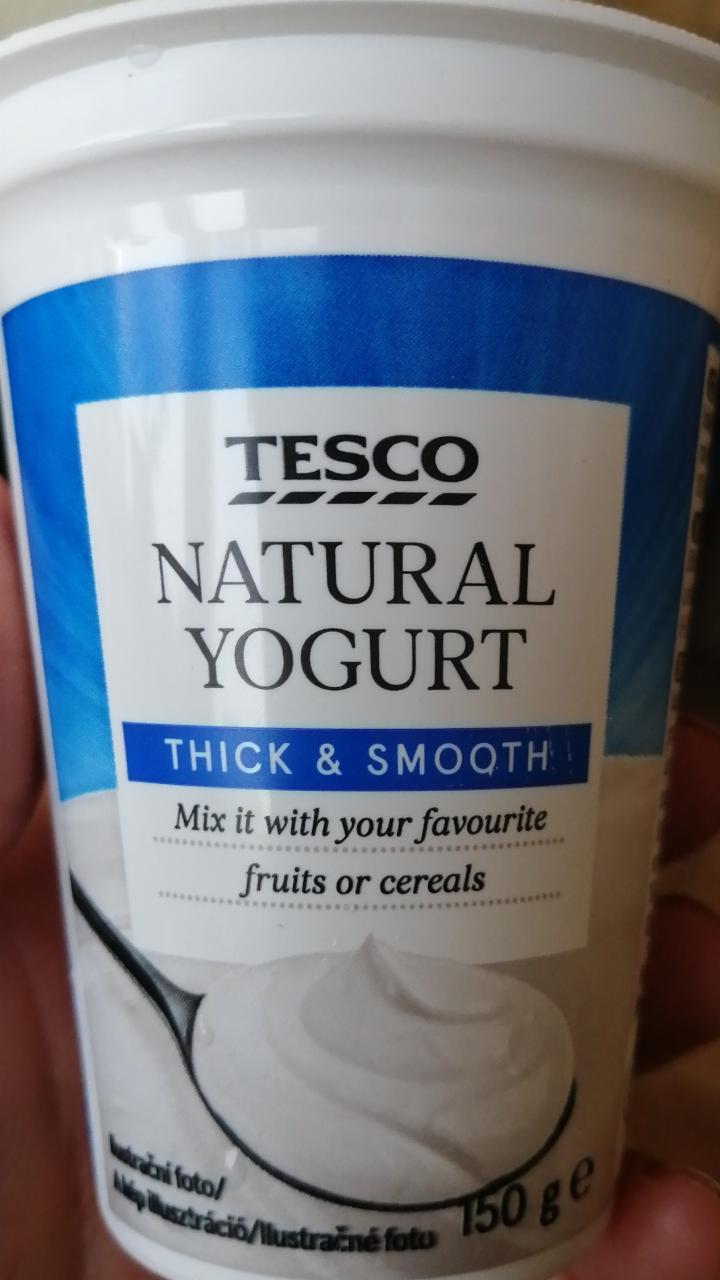 TESCO
NATURAL
YOGURT
THICK & SMOOTH
Mix it with your favourite
fruits or cereals
Ilustrační foto/
A kép illusztráció/Ilustračné foto
150 g e